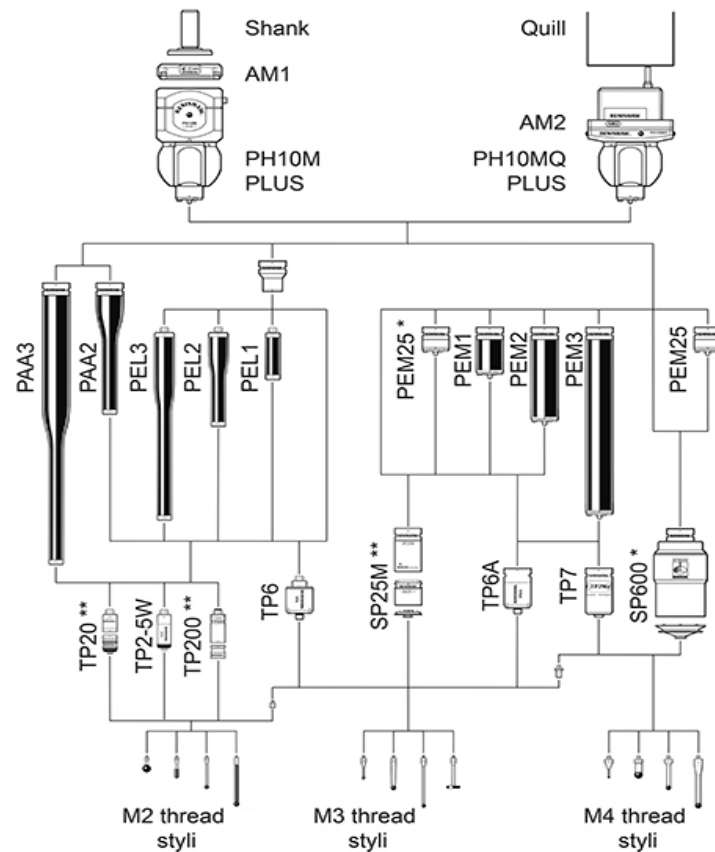 Shank
Quill
AM1
AM2
PH10M
PLUS
PH10MQ
PLUS
PAA3
PAA2
PEL3
PEL2
PEL1
PEM25 *
PEM1
PEM2
PEM3
PEM25
TP20 **
TP2-5W
TP200 **
TP6
SP25M **
TP6A
TP7
SP600 *
M2 thread
styli
M3 thread
styli
M4 thread
styli